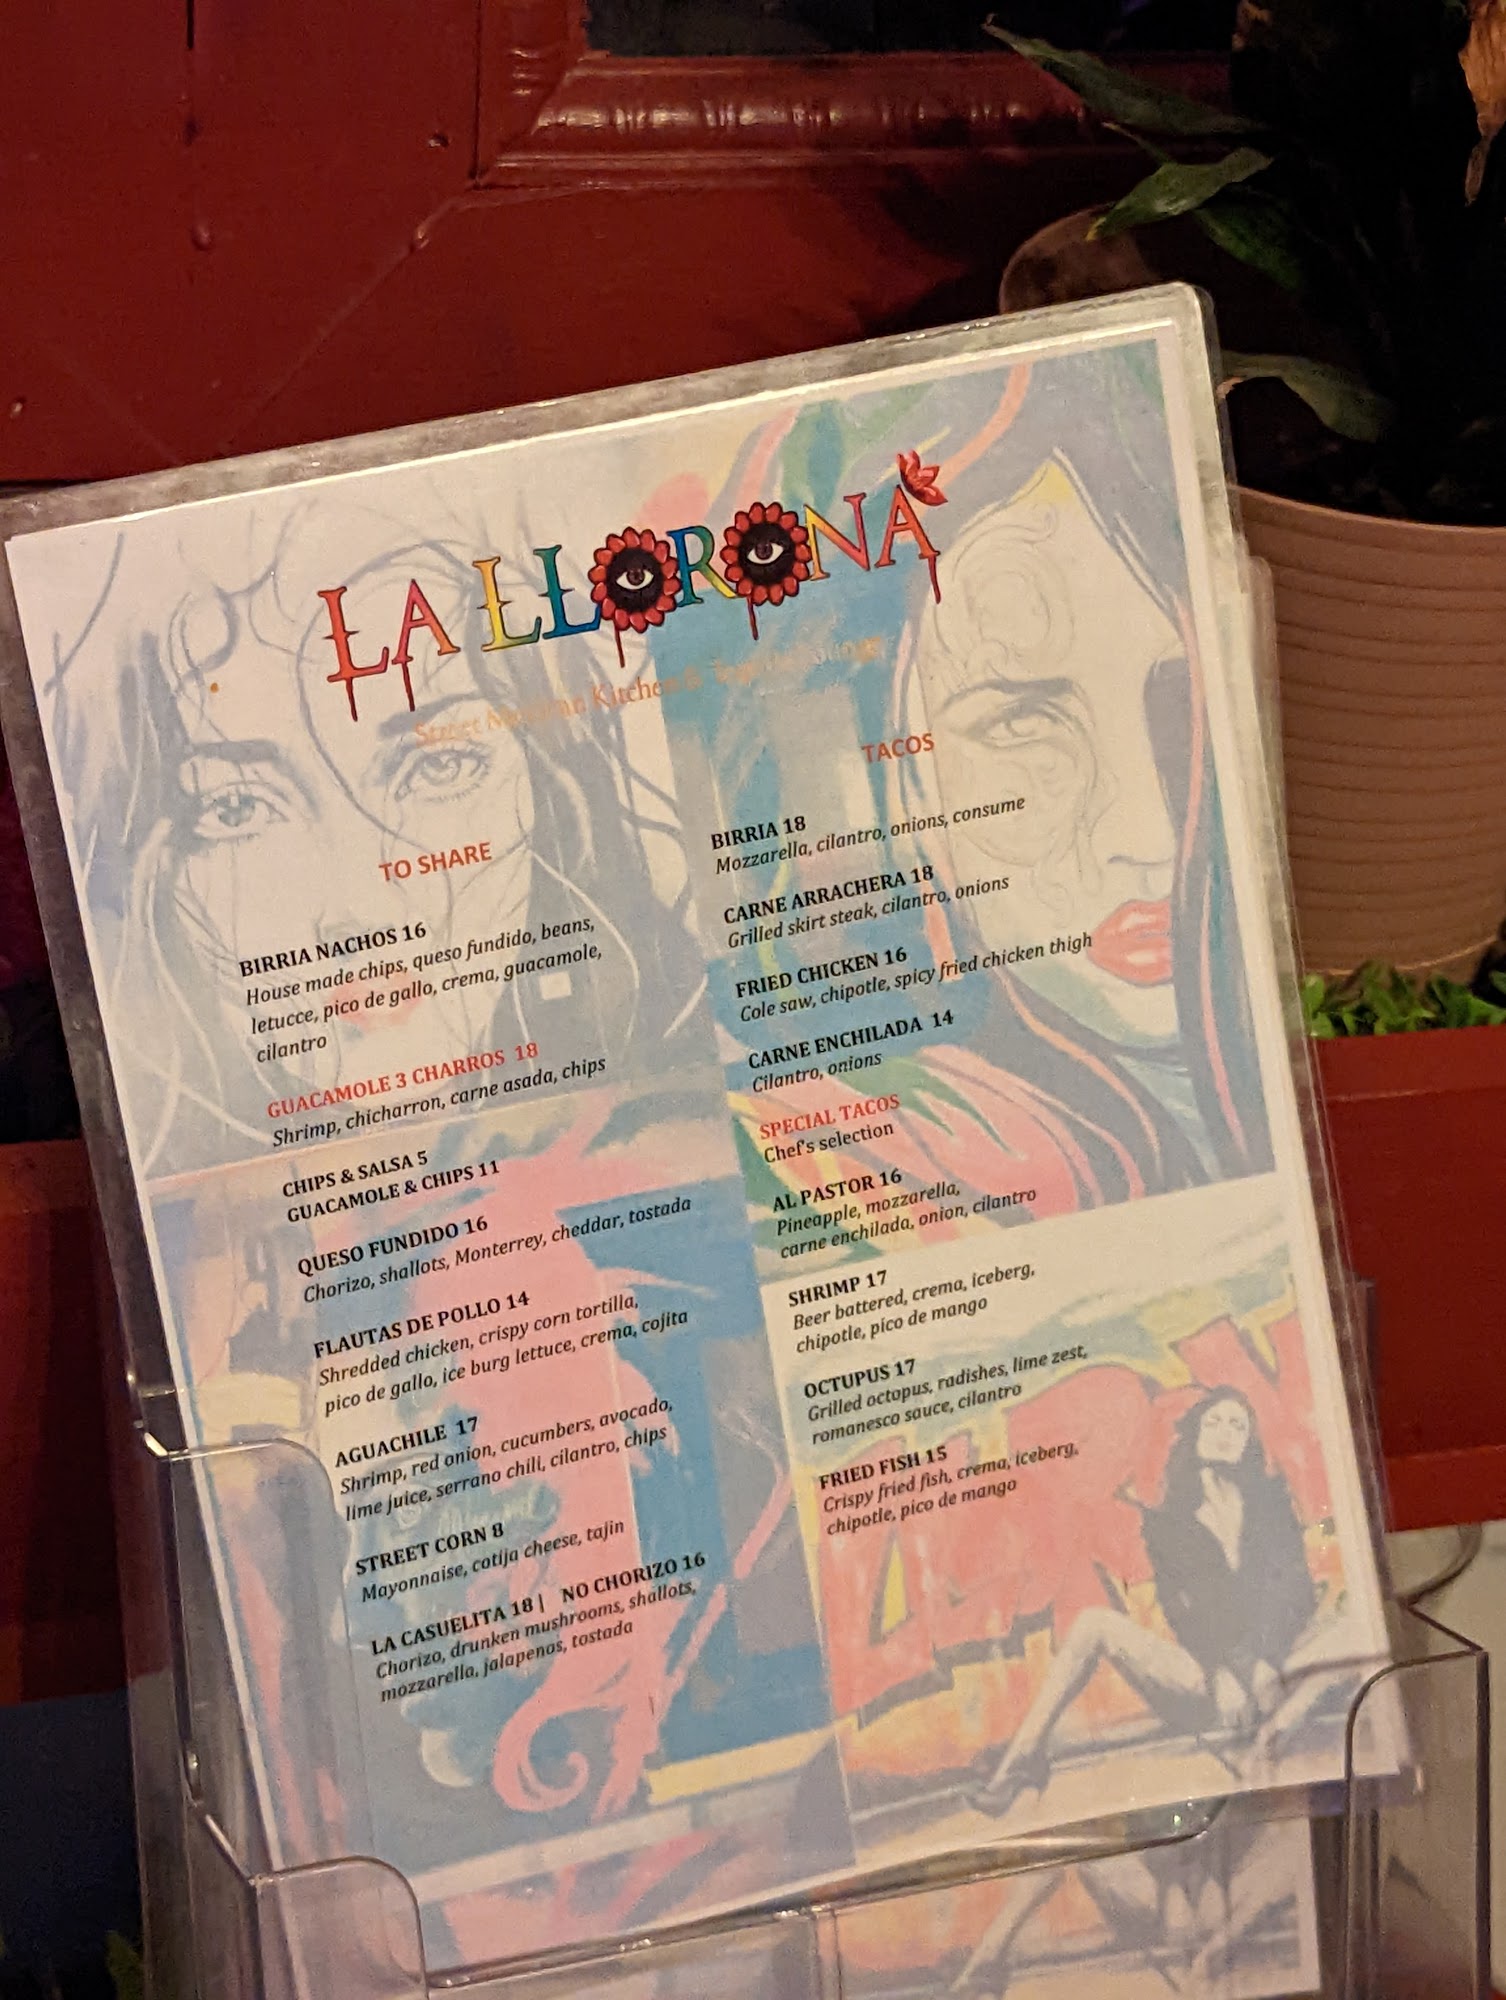 LA LLORONA
Street Mexican Kitchen & Tequila Lounge
TO SHARE
BIRRIA NACHOS 16
House made chips, queso fundido, beans,
letucce, pico de gallo, crema, guacamole,
cilantro
GUACAMOLE 3 CHARROS 18
Shrimp, chicharron, carne asada, chips
CHIPS & SALSA 5
GUACAMOLE & CHIPS 11
QUESO FUNDIDO 16
Chorizo, shallots, Monterrey, cheddar, tostada
FLAUTAS DE POLLO 14
Shredded chicken, crispy corn tortilla,
pico de gallo, ice burg lettuce, crema, cojita
AGUACHILE 17
Shrimp, red onion, cucumbers, avocado,
lime juice, serrano chili, cilantro, chips
STREET CORN 8
Mayonnaise, cotija cheese, tajin
LA CASUELITA 18 | NO CHORIZO 16
Chorizo, drunken mushrooms, shallots,
mozzarella, jalapenos, tostada
TACOS
BIRRIA 18
Mozzarella, cilantro, onions, consume
CARNE ARRACHERA 18
Grilled skirt steak, cilantro, onions
FRIED CHICKEN 16
Cole saw, chipotle, spicy fried chicken thigh
CARNE ENCHILADA 14
Cilantro, onions
SPECIAL TACOS
Chef's selection
AL PASTOR 16
Pineapple, mozzarella,
carne enchilada, onion, cilantro
SHRIMP 17
Beer battered, crema, iceberg,
chipotle, pico de mango
OCTUPUS 17
Grilled octopus, radishes, lime zest,
romanesco sauce, cilantro
FRIED FISH 15
Crispy fried fish, crema, iceberg,
chipotle, pico de mango